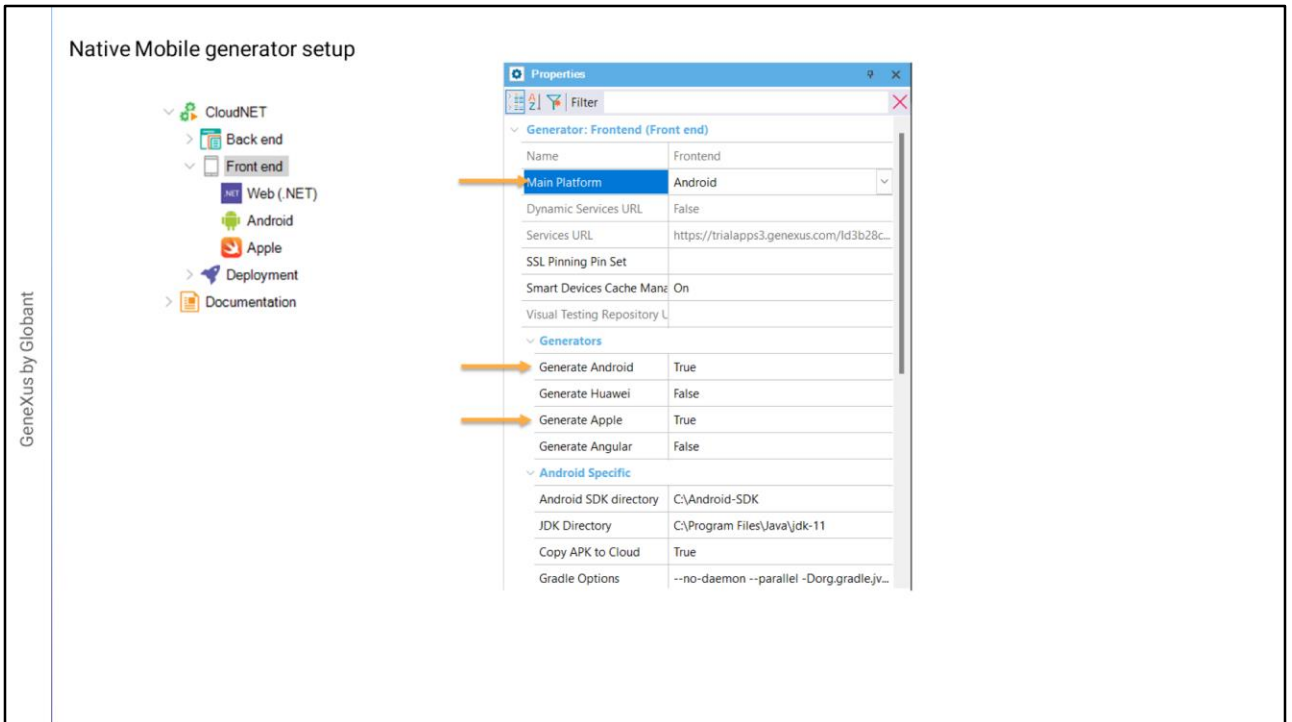 Native Mobile generator setup
CloudNET
Back end
Front end
.NET Web (.NET)
Android
Apple
Deployment
Documentation
GeneXus by Globant
Properties
Filter
Generator: Frontend (Front end)
Name Frontend
Main Platform Android
Dynamic Services URL False
Services URL https://trialapps3.genexus.com/Id3b28c...
SSL Pinning Pin Set
Smart Devices Cache Mana On
Visual Testing Repository U
Generators
Generate Android True
Generate Huawei False
Generate Apple True
Generate Angular False
Android Specific
Android SDK directory C:\Android-SDK
JDK Directory C:\Program Files\Java\jdk-11
Copy APK to Cloud True
Gradle Options --no-daemon --parallel -Dorg.gradle.jv...